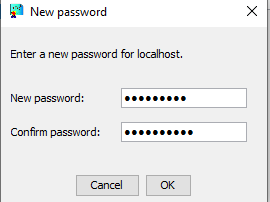 New password
Enter a new password for localhost.
New password: •••••••••
Confirm password: ••••••••••
Cancel OK